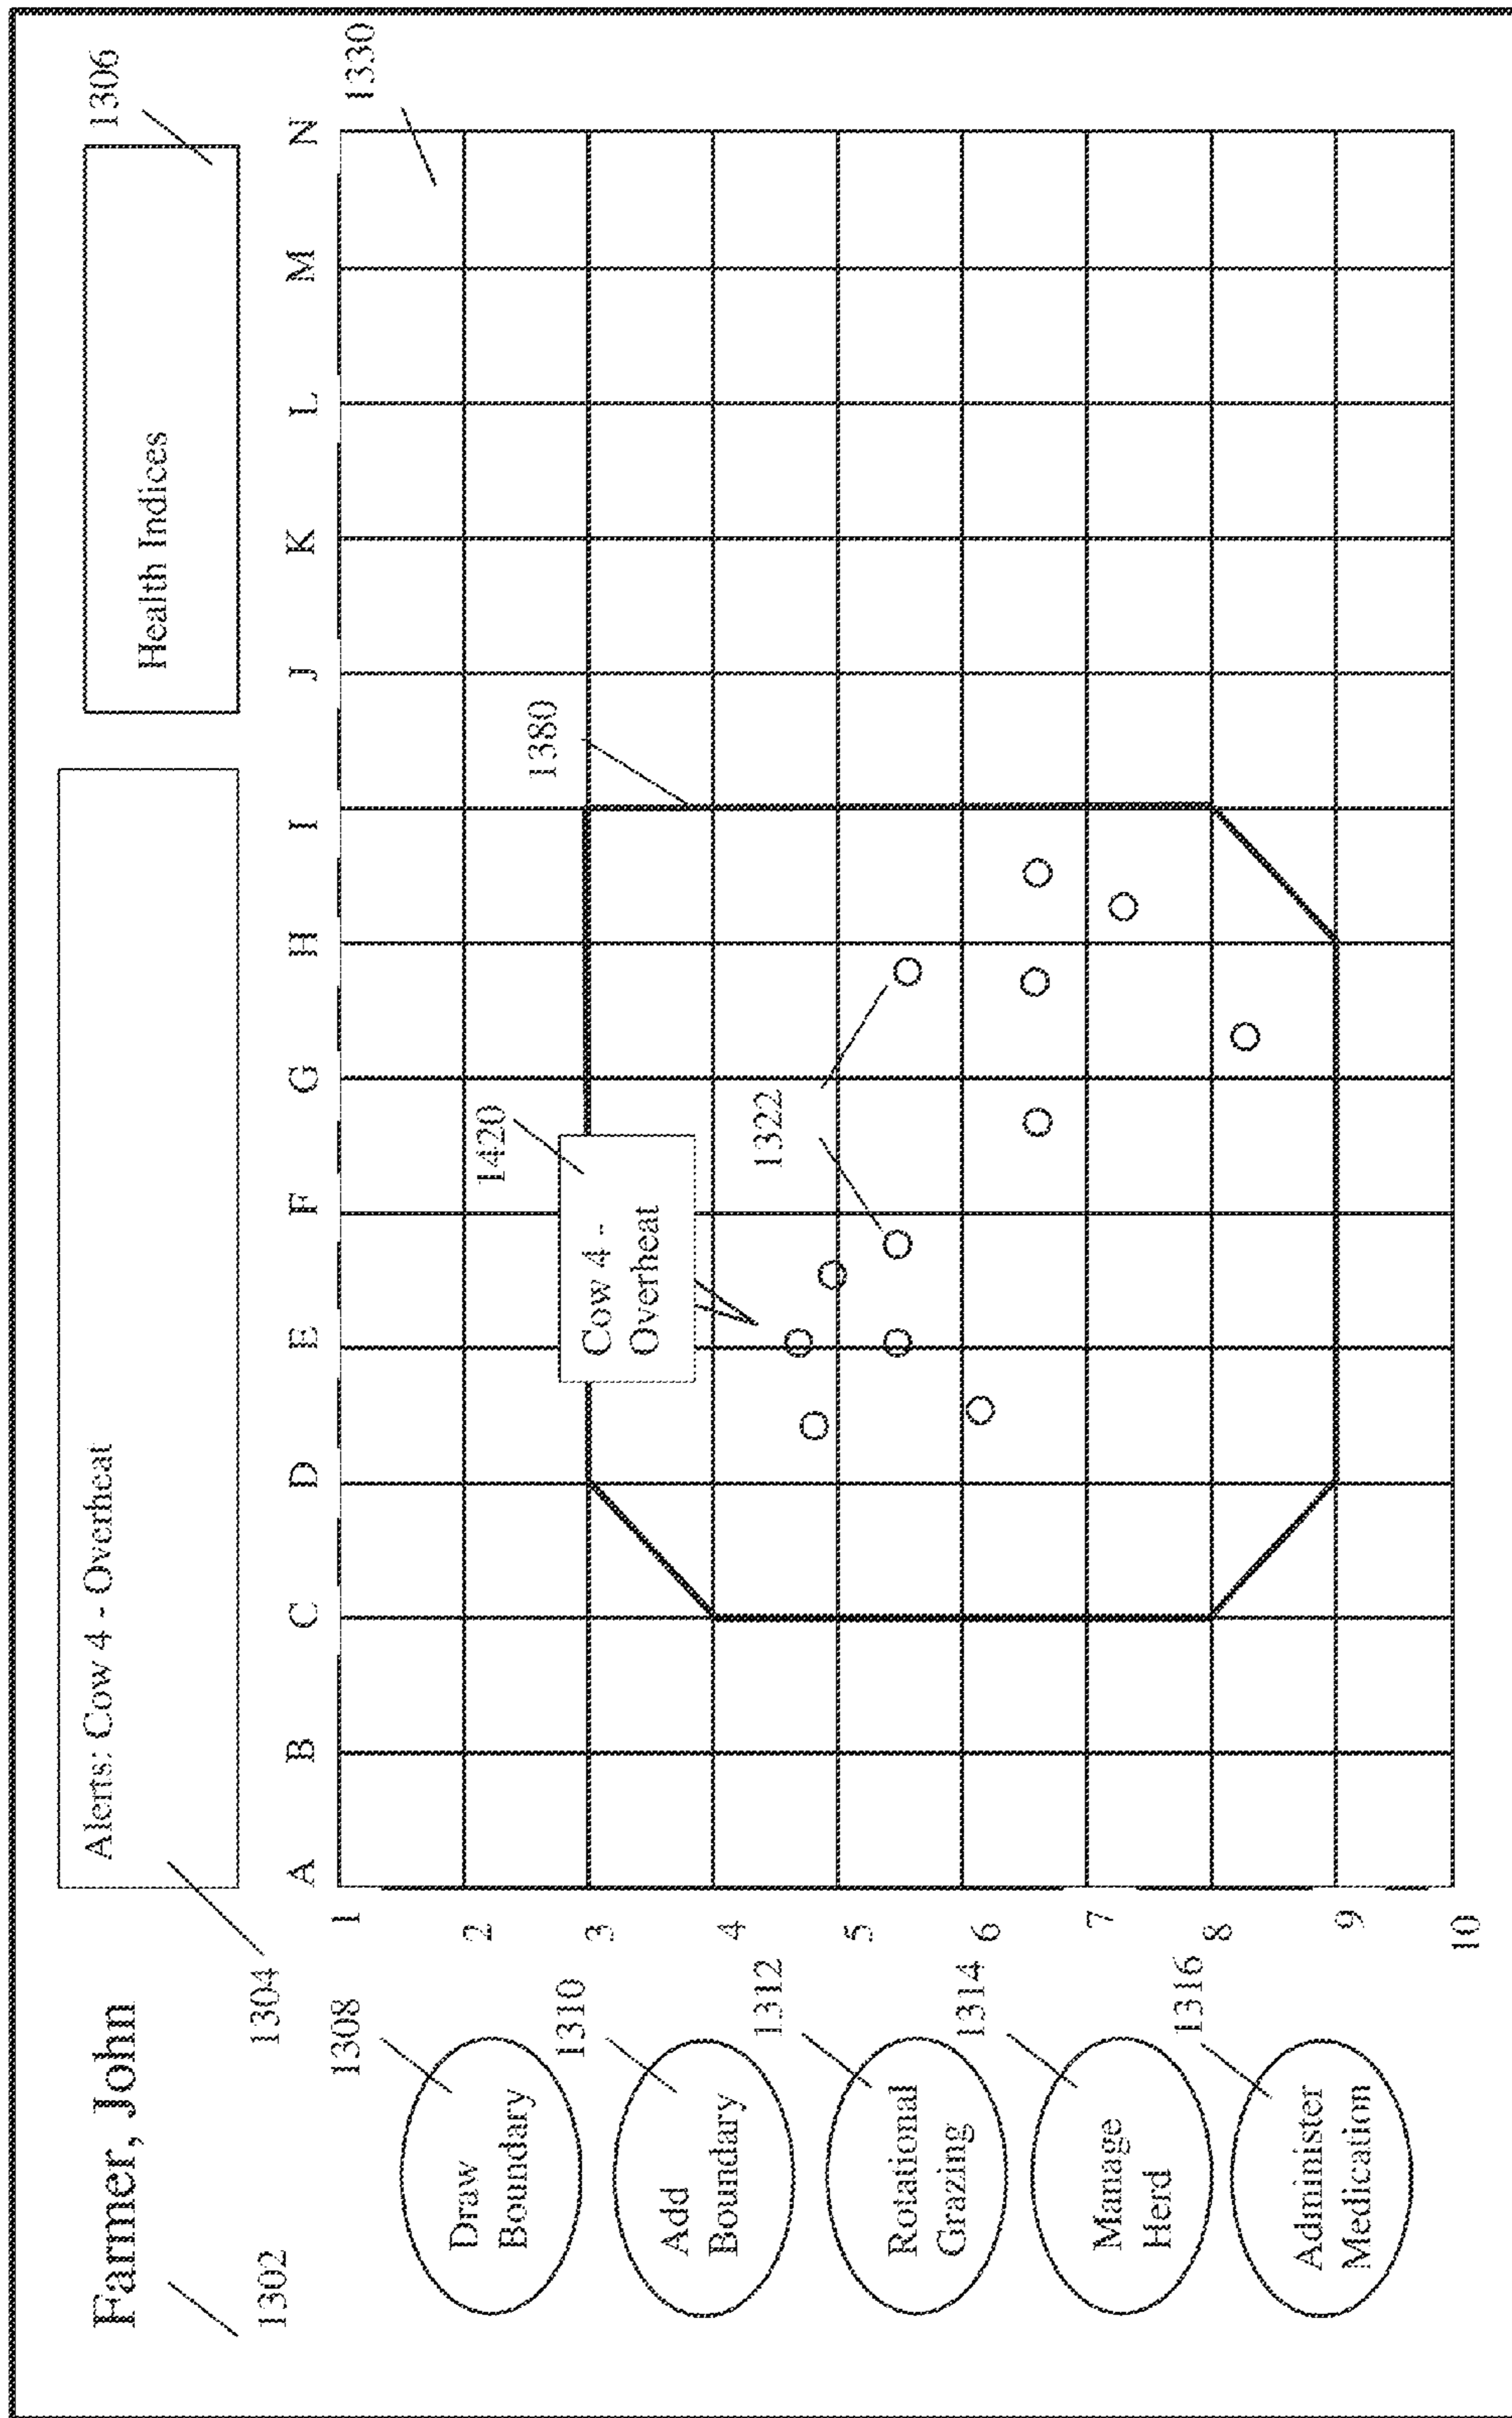 Farmer, John
1302
Alerts: Cow 4 - Overheat
1304
Health Indices
1306
A B C D E F G H I J K L M N
1330
1
2
3
4
5
6
7
8
9
10
1308
Draw
Boundary
1310
Add
Boundary
1312
Rotational
Grazing
1314
Manage
Herd
1316
Administer
Medication
1420
Cow 4 -
Overheat
1380
1322